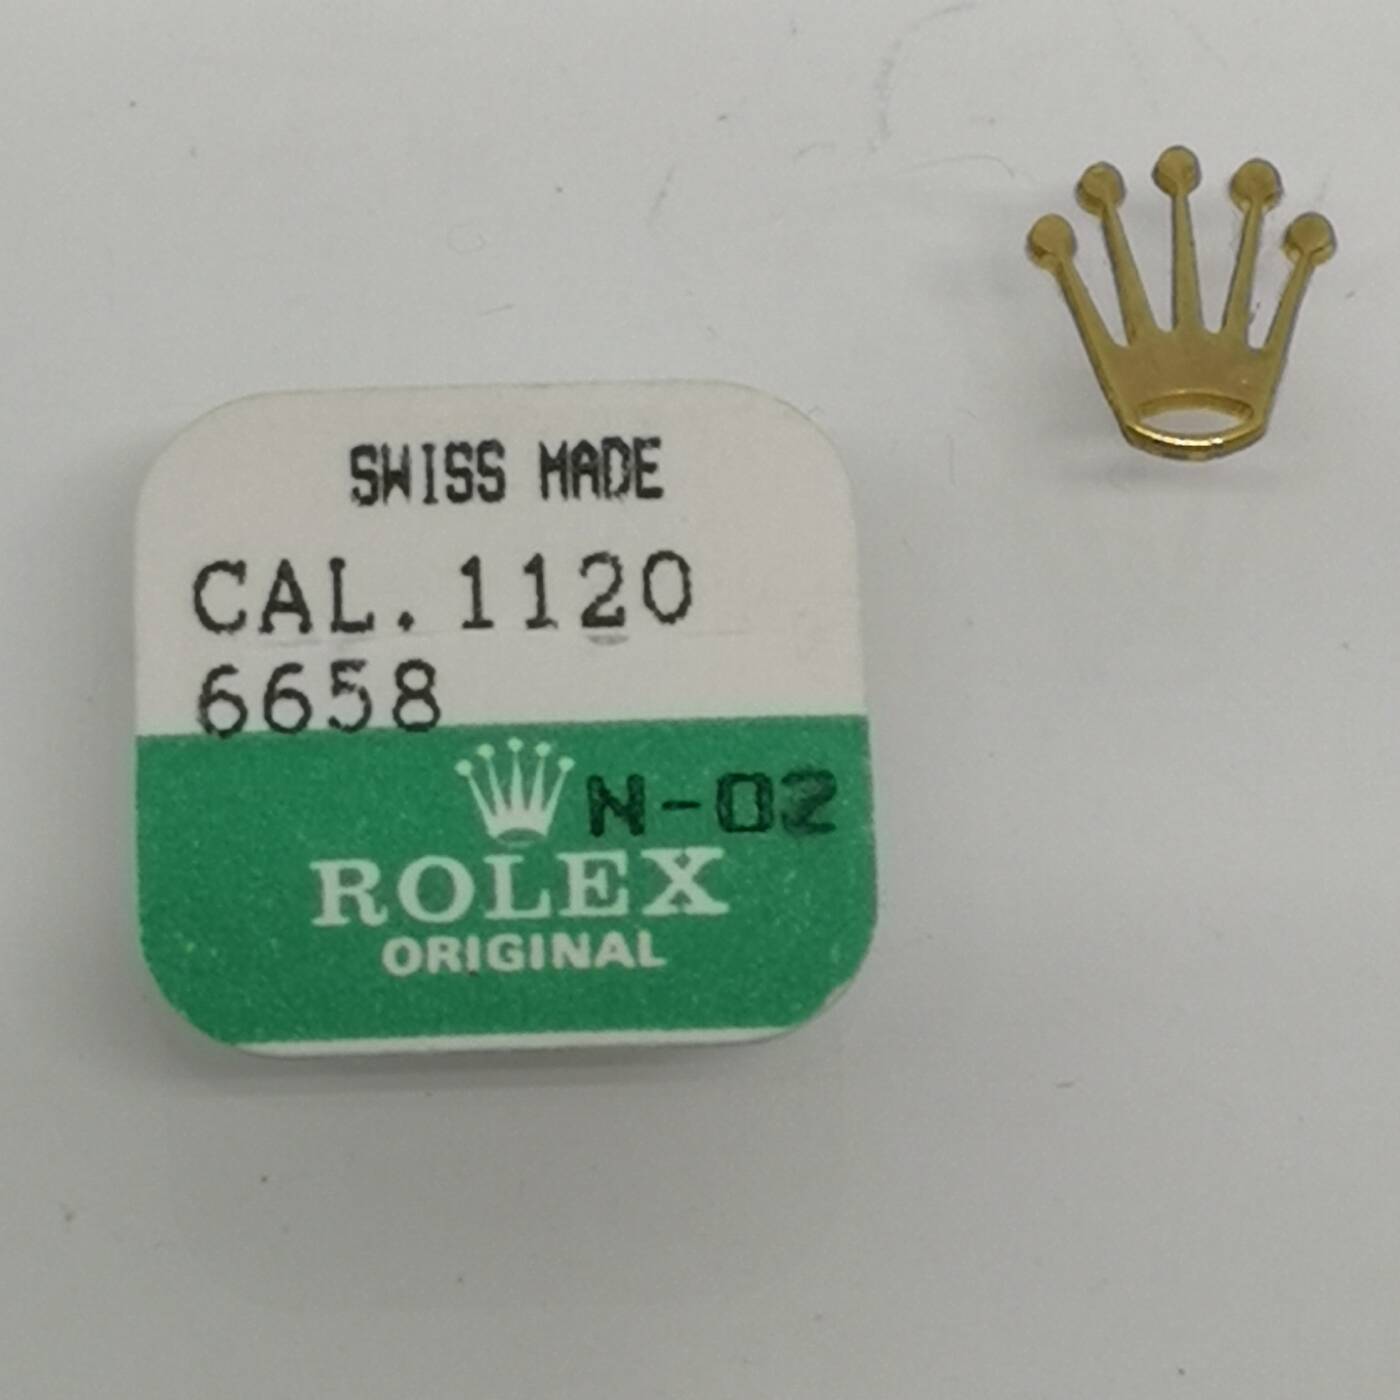 SWISS MADE
CAL. 1120
6658
N-02
ROLEX
ORIGINAL